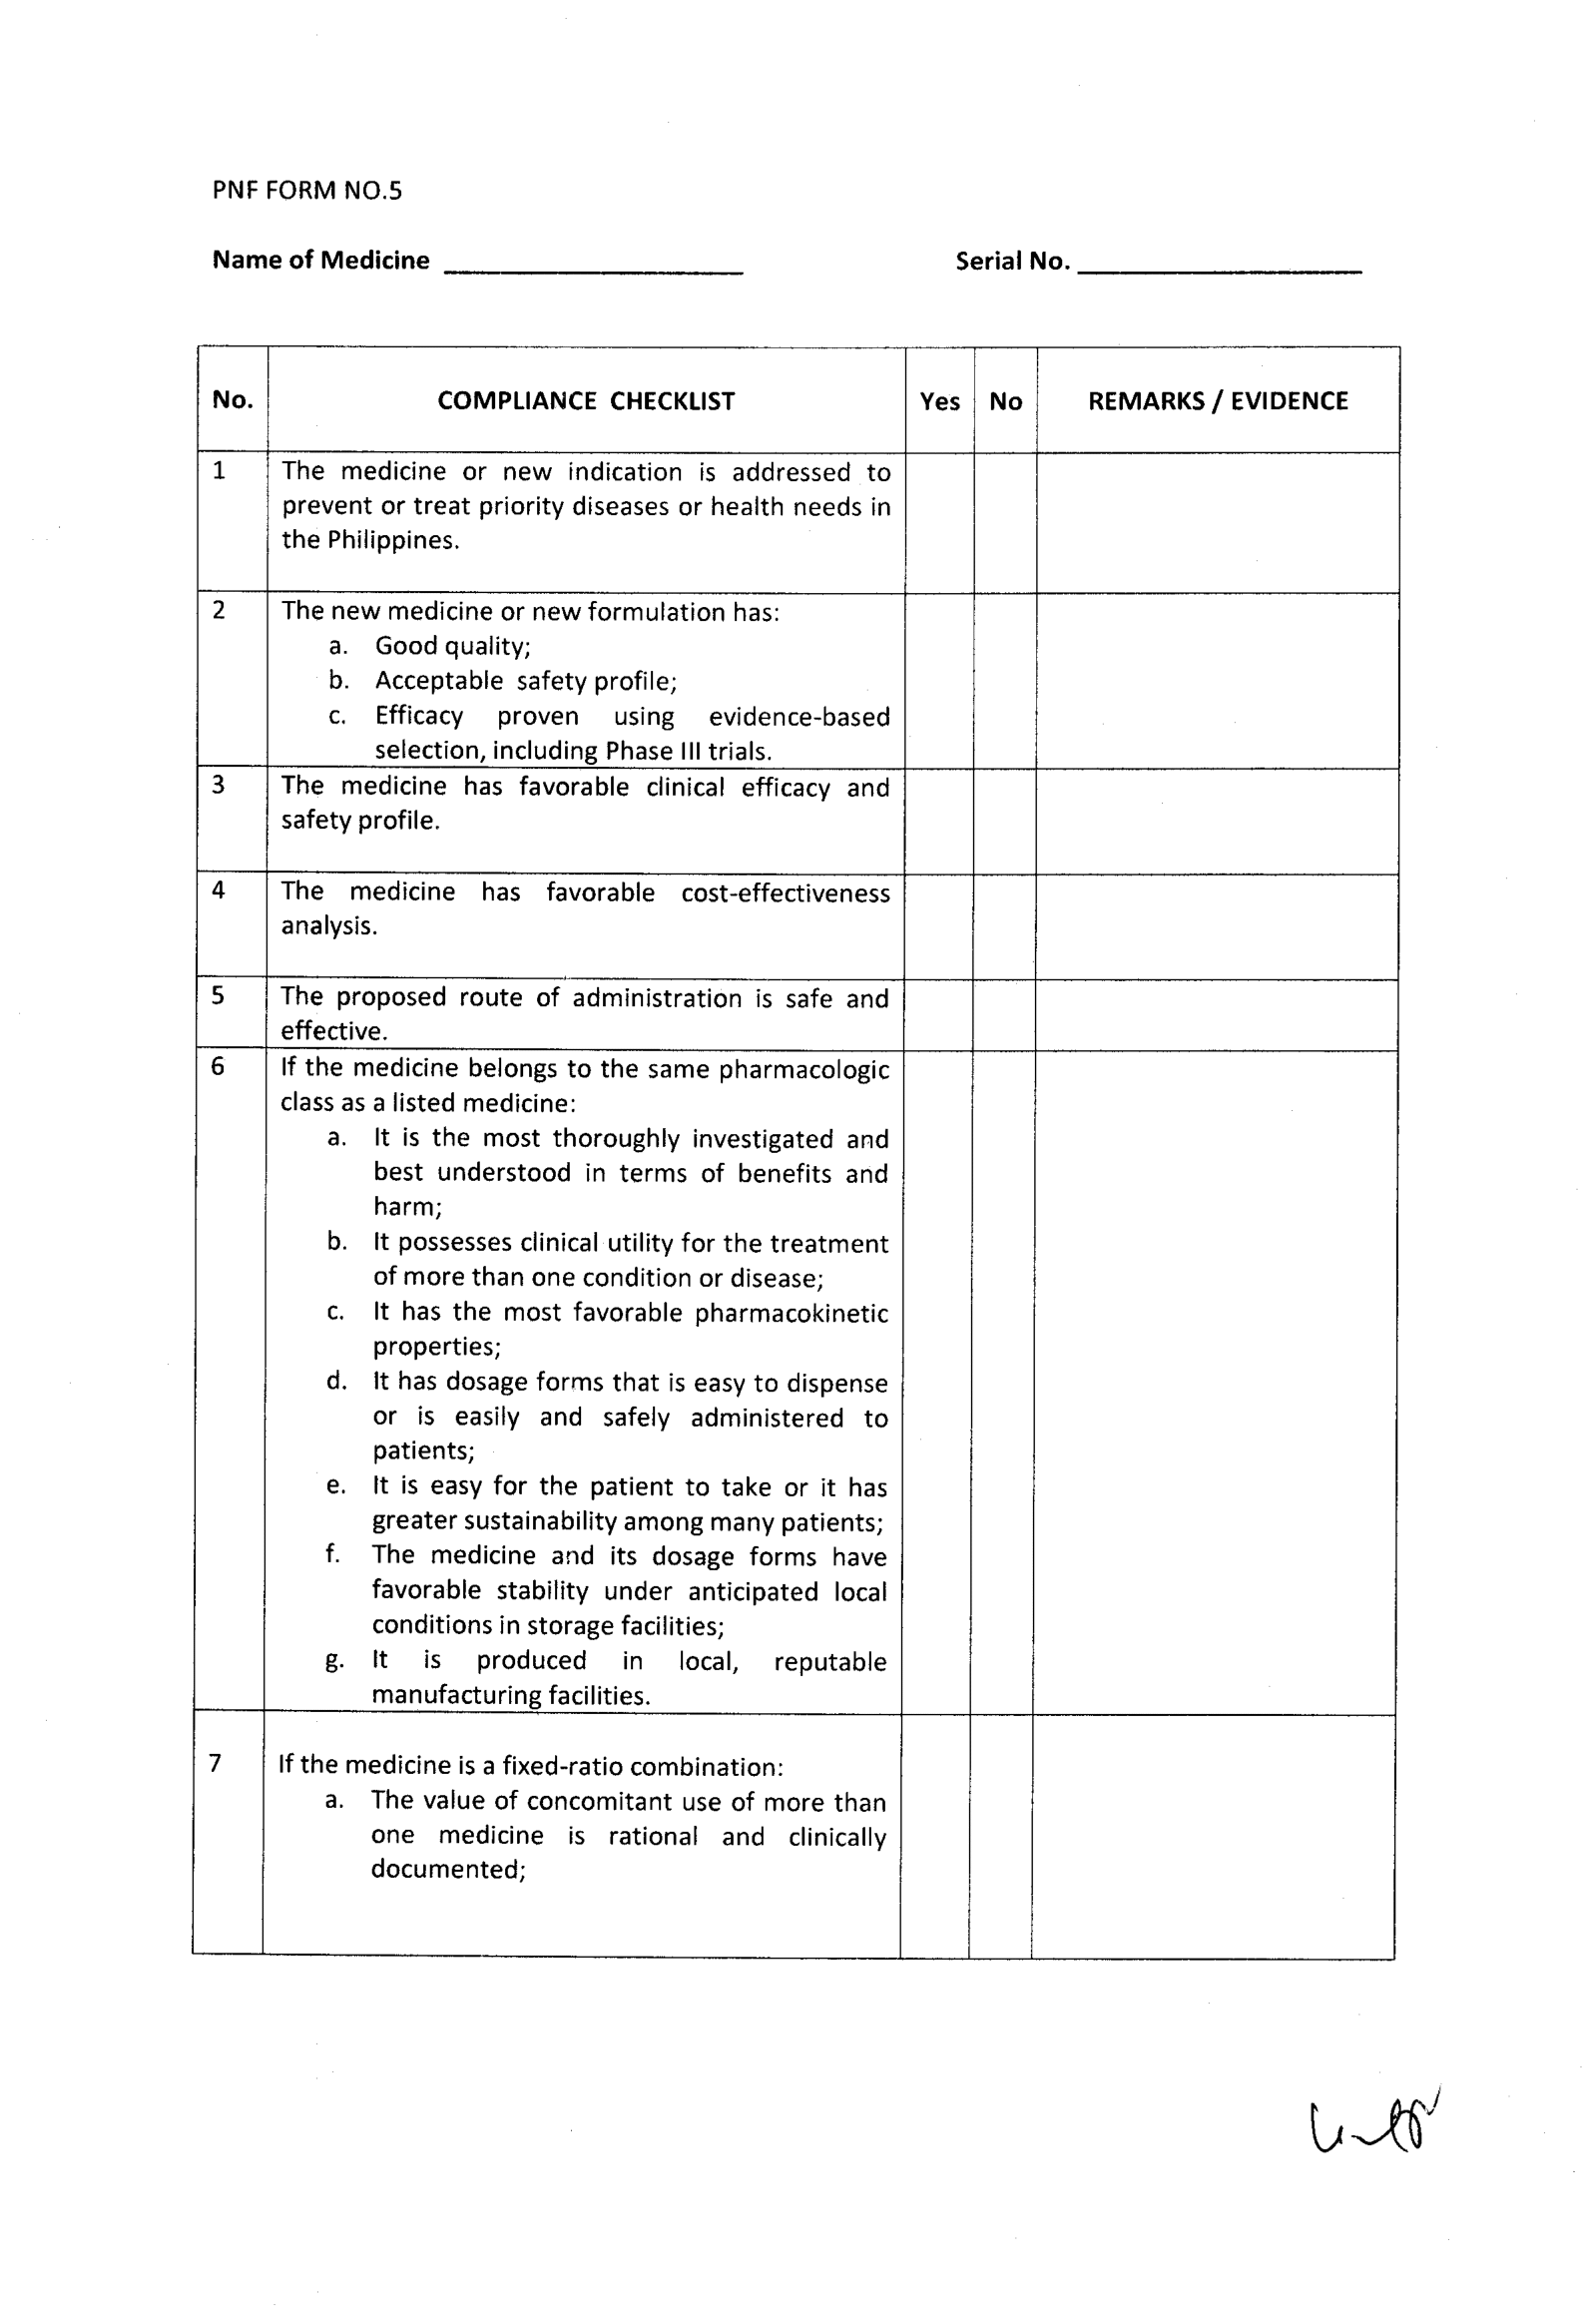 PNF FORM NO.5
Name of Medicine ____________________ Serial No. ____________________
No. COMPLIANCE CHECKLIST Yes No REMARKS / EVIDENCE
1 The medicine or new indication is addressed to
prevent or treat priority diseases or health needs in
the Philippines.
2 The new medicine or new formulation has:
a. Good quality;
b. Acceptable safety profile;
c. Efficacy proven using evidence-based
selection, including Phase III trials.
3 The medicine has favorable clinical efficacy and
safety profile.
4 The medicine has favorable cost-effectiveness
analysis.
5 The proposed route of administration is safe and
effective.
6 If the medicine belongs to the same pharmacologic
class as a listed medicine:
a. It is the most thoroughly investigated and
best understood in terms of benefits and
harm;
b. It possesses clinical utility for the treatment
of more than one condition or disease;
c. It has the most favorable pharmacokinetic
properties;
d. It has dosage forms that is easy to dispense
or is easily and safely administered to
patients;
e. It is easy for the patient to take or it has
greater sustainability among many patients;
f. The medicine and its dosage forms have
favorable stability under anticipated local
conditions in storage facilities;
g. It is produced in local, reputable
manufacturing facilities.
7 If the medicine is a fixed-ratio combination:
a. The value of concomitant use of more than
one medicine is rational and clinically
documented;